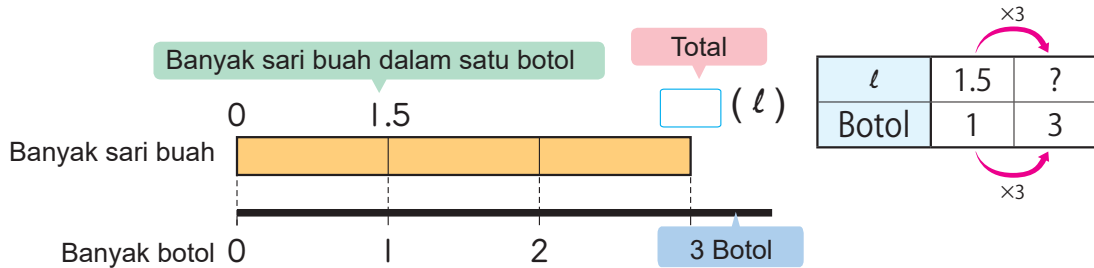 ×3
Total
Banyak sari buah dalam satu botol
ℓ 1.5 ?
0 1.5 (ℓ)
Botol 1 3
Banyak sari buah
×3
Banyak botol 0 1 2 3 Botol